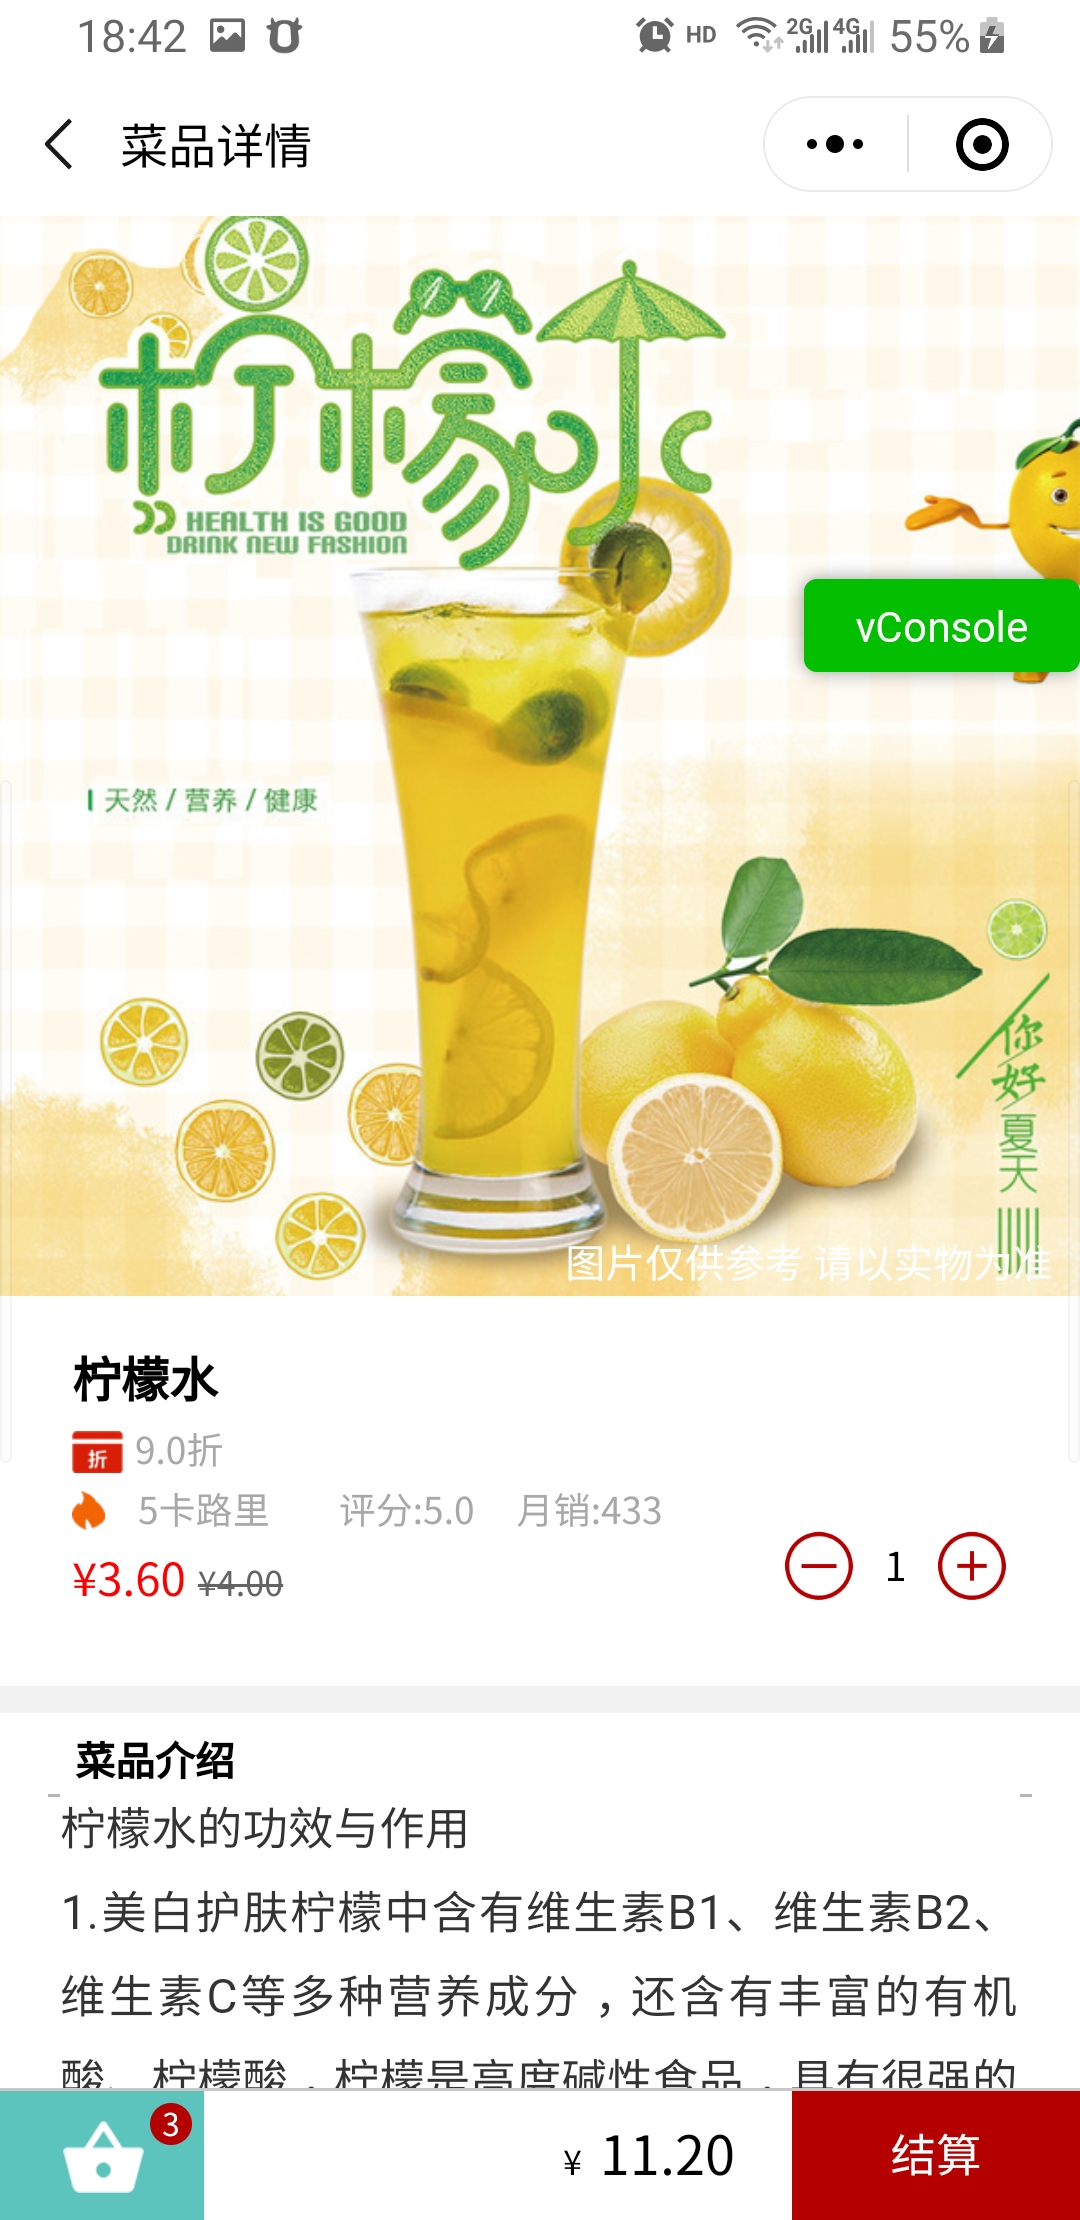 18:42
HD 2G 4G 55%
菜品详情
柠檬水
HEALTH IS GOOD
DRINK NEW FASHION
vConsole
天然 / 营养 / 健康
你好
夏天
图片仅供参考 请以实物为准
柠檬水
折 9.0折
5卡路里 评分:5.0 月销:433
¥3.60 ¥4.00
1
菜品介绍
柠檬水的功效与作用
1.美白护肤柠檬中含有维生素B1、维生素B2、
维生素C等多种营养成分，还含有丰富的有机
酸、柠檬酸，柠檬是高度碱性食品，具有很强的
3
¥ 11.20
结算